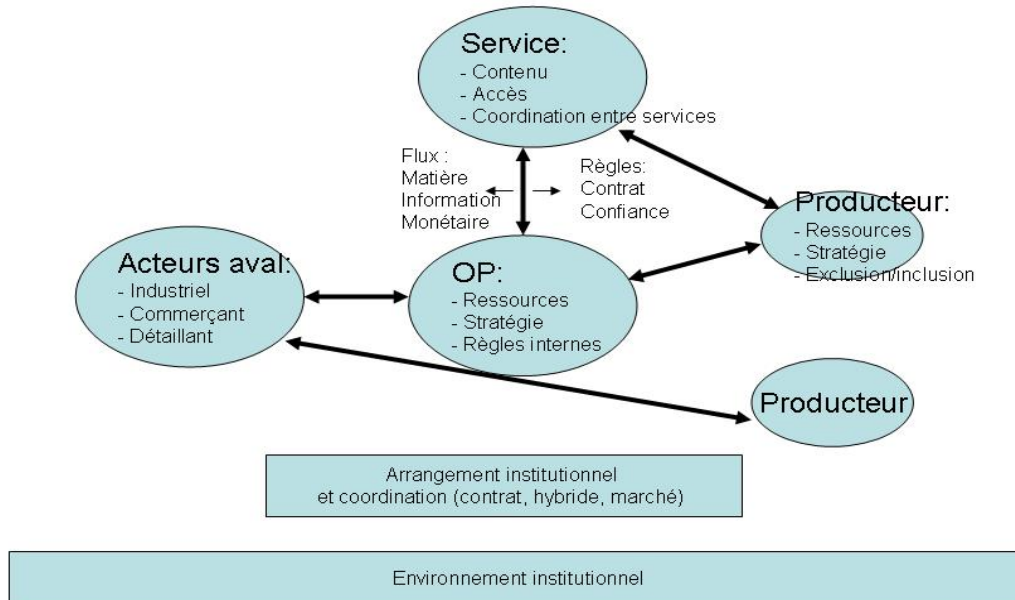 Service:
- Contenu
- Accès
- Coordination entre services
Flux :
Matière
Information
Monétaire
Règles:
Contrat
Confiance
Producteur:
- Ressources
- Stratégie
- Exclusion/inclusion
Acteurs aval:
- Industriel
- Commerçant
- Détaillant
OP:
- Ressources
- Stratégie
- Règles internes
Producteur
Arrangement institutionnel
et coordination (contrat, hybride, marché)
Environnement institutionnel